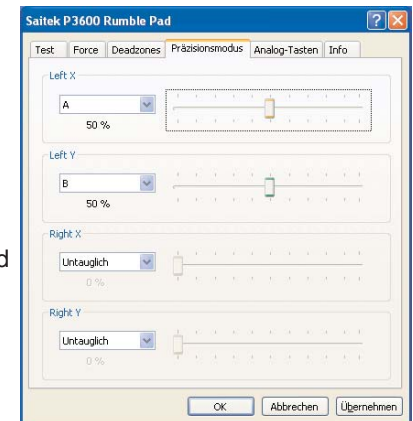 Saitek P3600 Rumble Pad
Test Force Deadzones Präzisionsmodus Analog-Tasten Info
Left X
A
50 %
Left Y
B
50 %
d
Right X
Untauglich
0 %
Right Y
Untauglich
0 %
OK Abbrechen Übernehmen